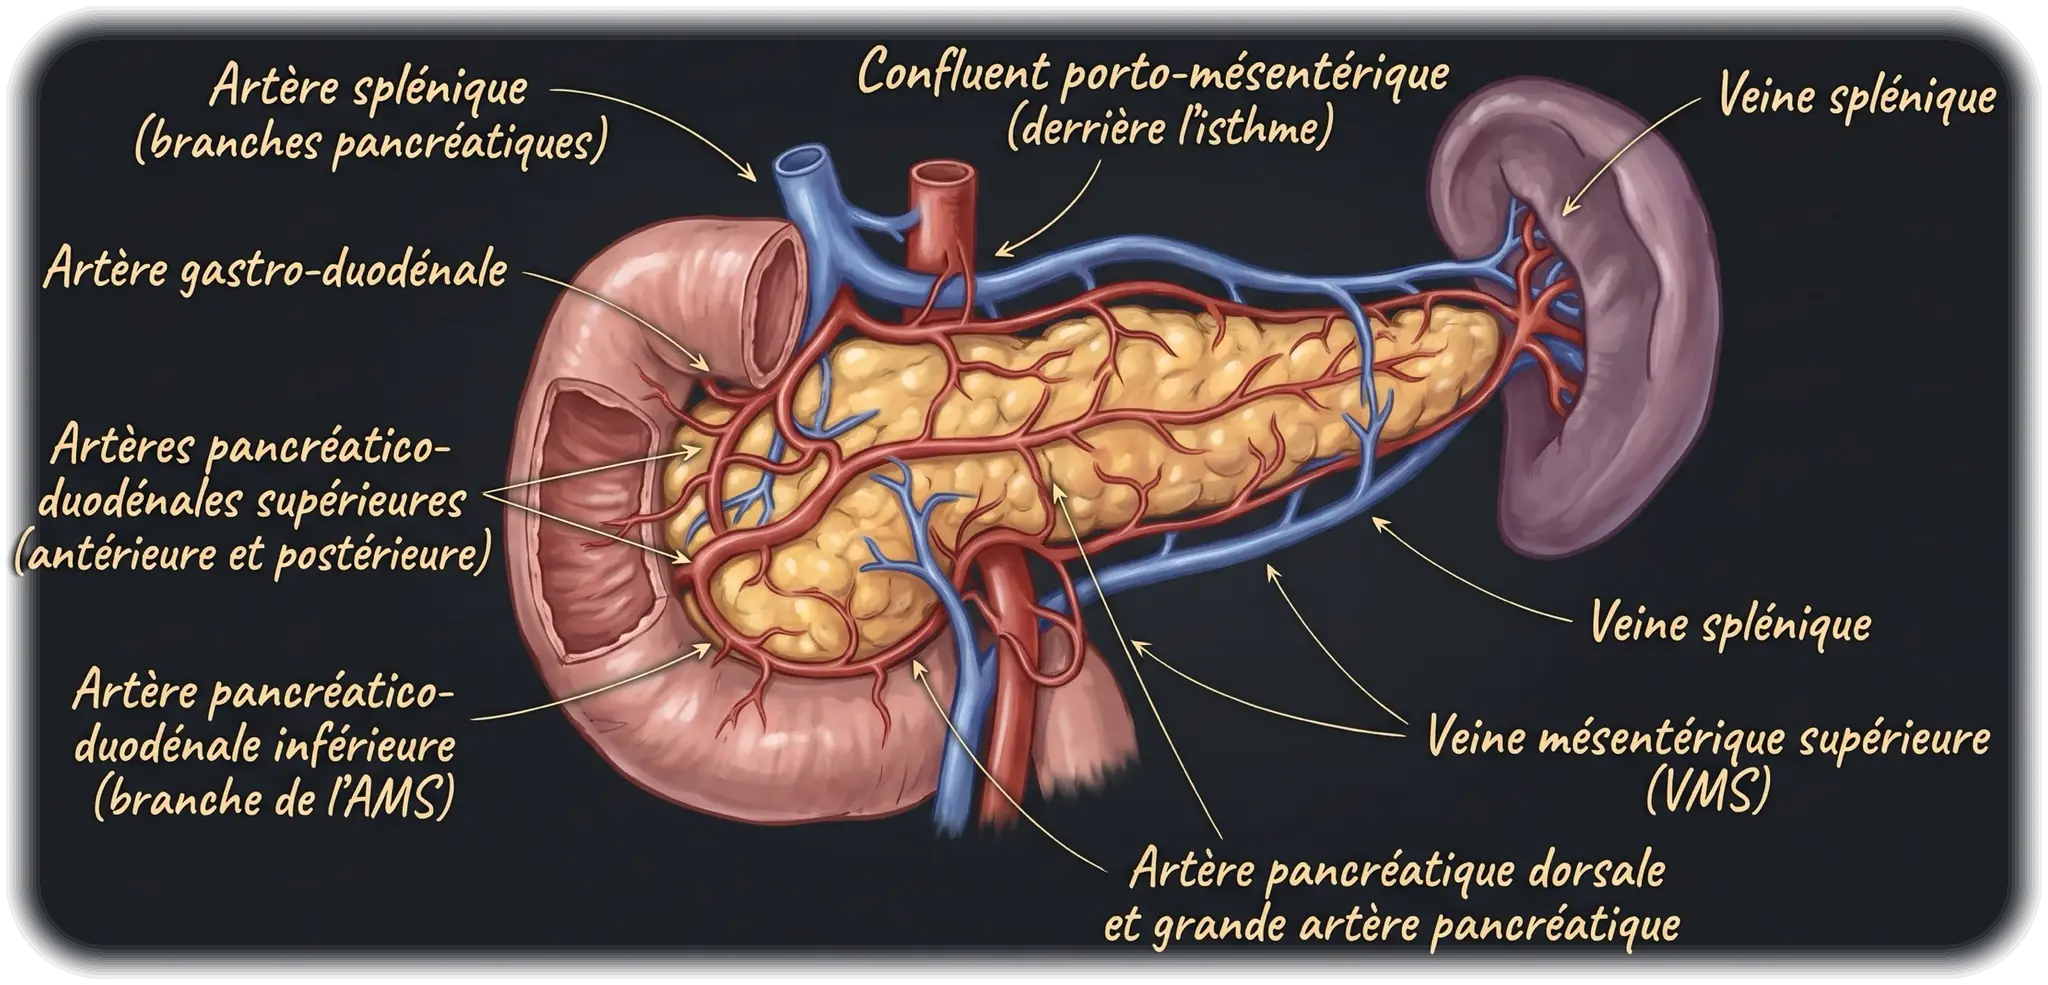 Artère splénique
(branches pancréatiques)
Confluent porto-mésentérique
(derrière l'isthme)
Veine splénique
Artère gastro-duodénale
Artères pancréatico-
duodénales supérieures
(antérieure et postérieure)
Artère pancréatico-
duodénale inférieure
(branche de l'AMS)
Veine splénique
Veine mésentérique supérieure
(VMS)
Artère pancréatique dorsale
et grande artère pancréatique